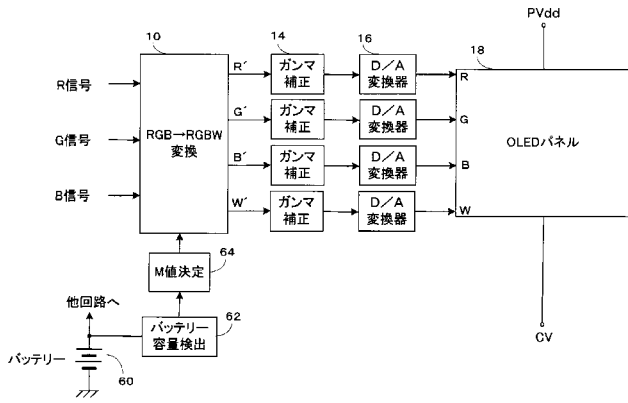 PVdd
10
14
16
18
R信号
R´
ガンマ
補正
D/A
変換器
R
G信号
RGB→RGBW
変換
G´
ガンマ
補正
D/A
変換器
G
OLEDパネル
B信号
B´
ガンマ
補正
D/A
変換器
B
W´
ガンマ
補正
D/A
変換器
W
M値決定
64
他回路へ
バッテリー
容量検出
62
CV
バッテリー
60